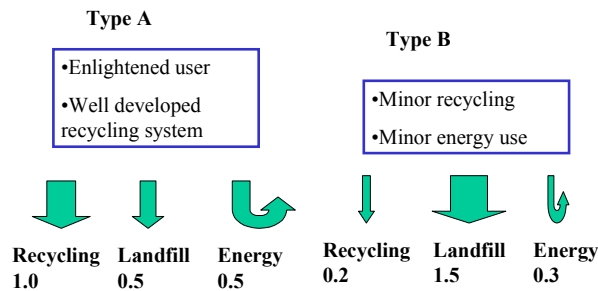 Type A
•Enlightened user
•Well developed
recycling system
Recycling Landfill Energy
1.0 0.5 0.5
Type B
•Minor recycling
•Minor energy use
Recycling Landfill Energy
0.2 1.5 0.3